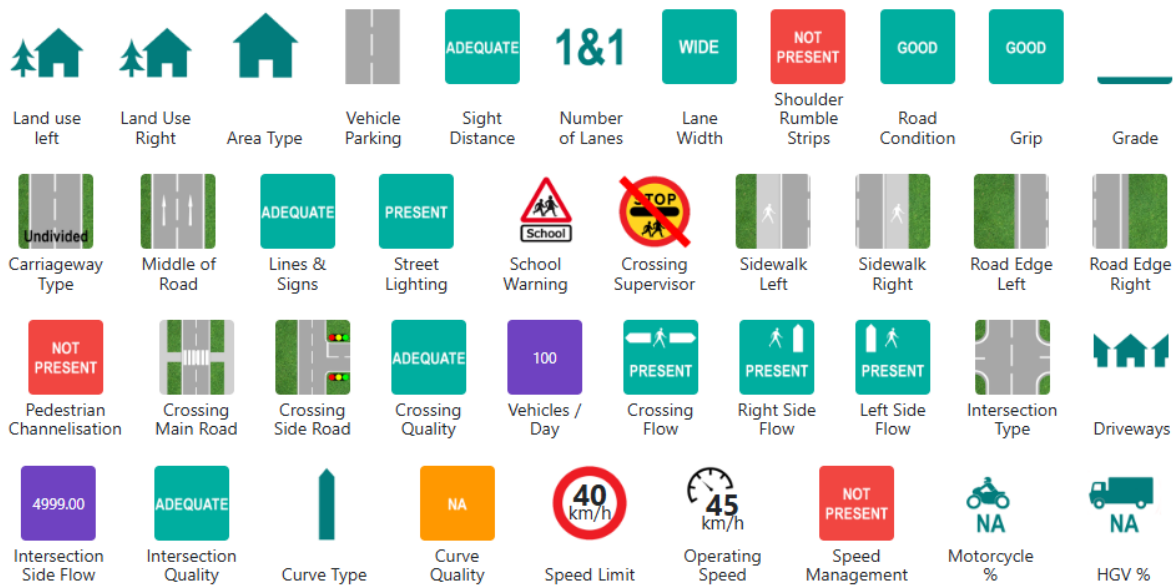 ADEQUATE
1&1
WIDE
NOT
PRESENT
GOOD
GOOD
Land use
left
Land Use
Right
Area Type
Vehicle
Parking
Sight
Distance
Number
of Lanes
Lane
Width
Shoulder
Rumble
Strips
Road
Condition
Grip
Grade
Undivided
ADEQUATE
PRESENT
School
STOP
Carriageway
Type
Middle of
Road
Lines &
Signs
Street
Lighting
School
Warning
Crossing
Supervisor
Sidewalk
Left
Sidewalk
Right
Road Edge
Left
Road Edge
Right
NOT
PRESENT
ADEQUATE
100
PRESENT
PRESENT
PRESENT
Pedestrian
Channelisation
Crossing
Main Road
Crossing
Side Road
Crossing
Quality
Vehicles /
Day
Crossing
Flow
Right Side
Flow
Left Side
Flow
Intersection
Type
Driveways
4999.00
ADEQUATE
NA
40
km/h
45
km/h
NOT
PRESENT
NA
NA
Intersection
Side Flow
Intersection
Quality
Curve Type
Curve
Quality
Speed Limit
Operating
Speed
Speed
Management
Motorcycle
%
HGV %